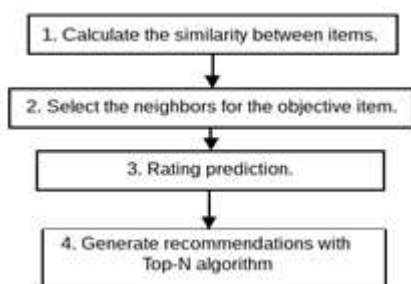 1. Calculate the similarity between items.
2. Select the neighbors for the objective item.
3. Rating prediction.
4. Generate recommendations with
Top-N algorithm